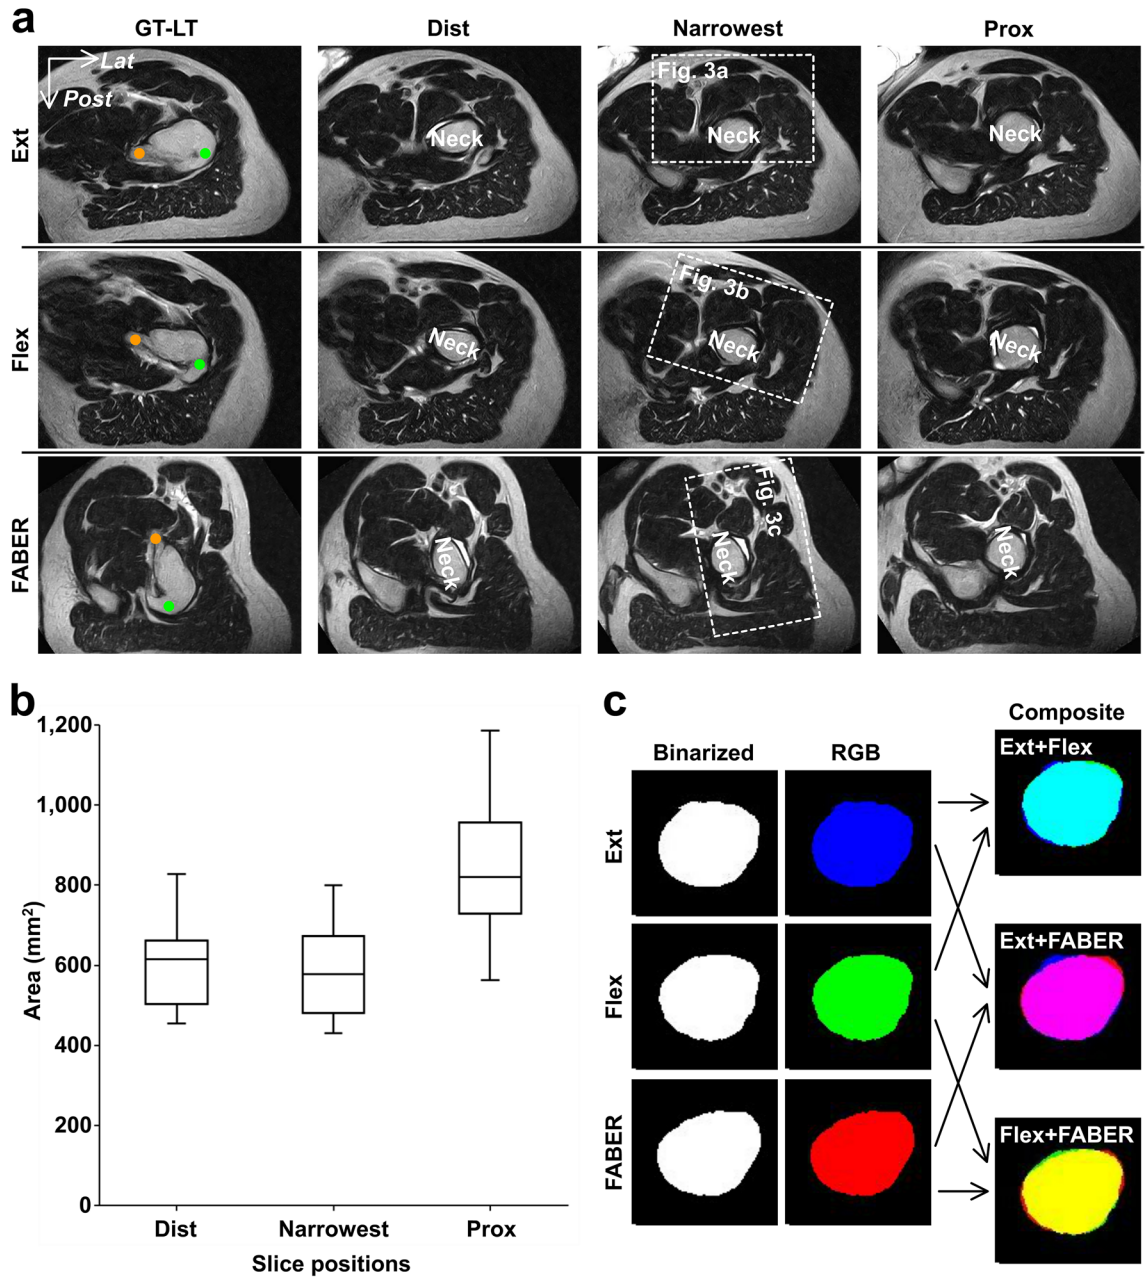 a
GT-LT
Dist
Narrowest
Prox
Ext
Lat
Post
Neck
Fig. 3a
Neck
Neck
Flex
Neck
Fig. 3b
Neck
Neck
FABER
Neck
Fig. 3c
Neck
Neck
b
1,200
1,000
800
600
400
200
0
Area (mm²)
Dist
Narrowest
Prox
Slice positions
c
Binarized
RGB
Composite
Ext
Flex
FABER
Ext+Flex
Ext+FABER
Flex+FABER